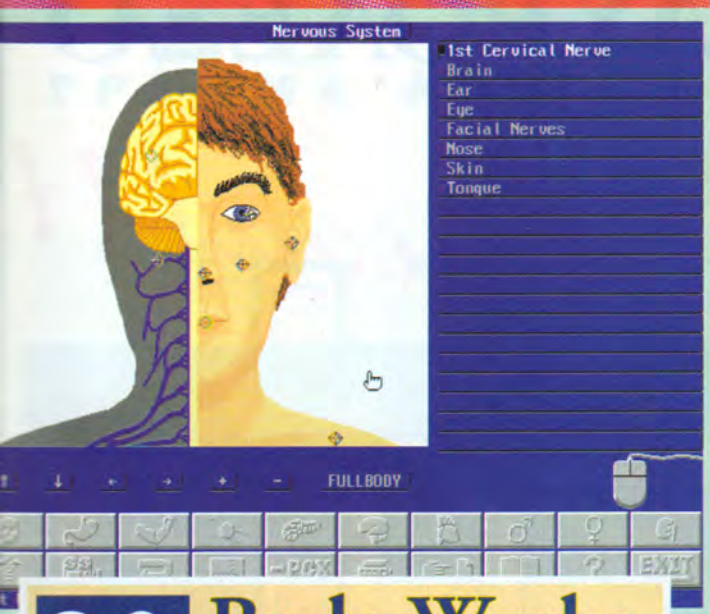 Nervous System
1st Cervical Nerve
Brain
Ear
Eye
Facial Nerves
Nose
Skin
Tongue
↓ ← → + - FULLBODY
→PCX ? EXIT